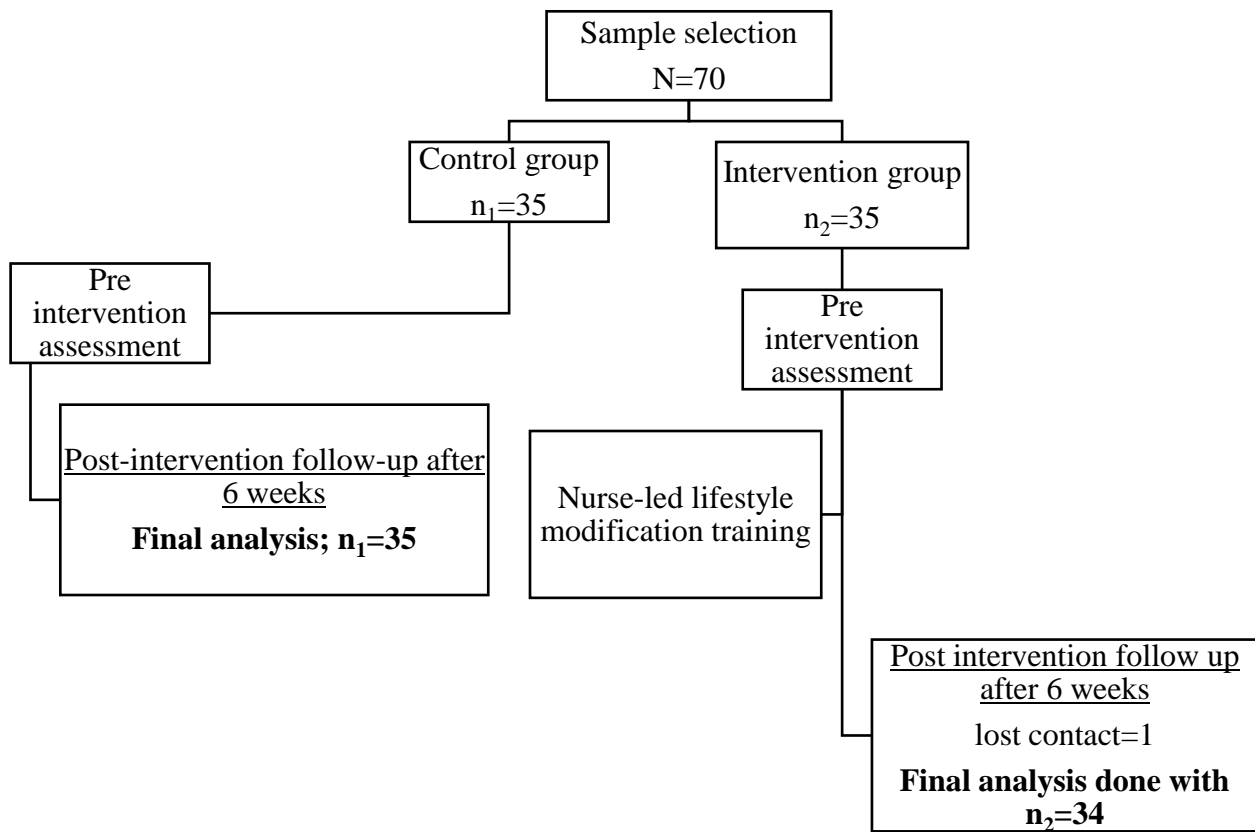 Sample selection
N=70
Control group
n₁=35
Intervention group
n₂=35
Pre
intervention
assessment
Pre
intervention
assessment
Post-intervention follow-up after
6 weeks
Final analysis; n₁=35
Nurse-led lifestyle
modification training
Post intervention follow up
after 6 weeks
lost contact=1
Final analysis done with
n₂=34